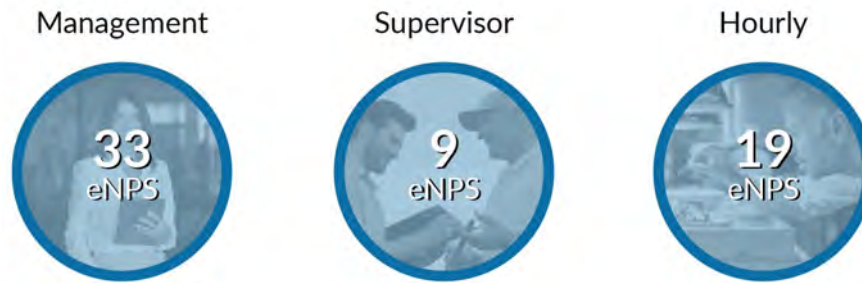 Management
Supervisor
Hourly
33
eNPS
9
eNPS
19
eNPS